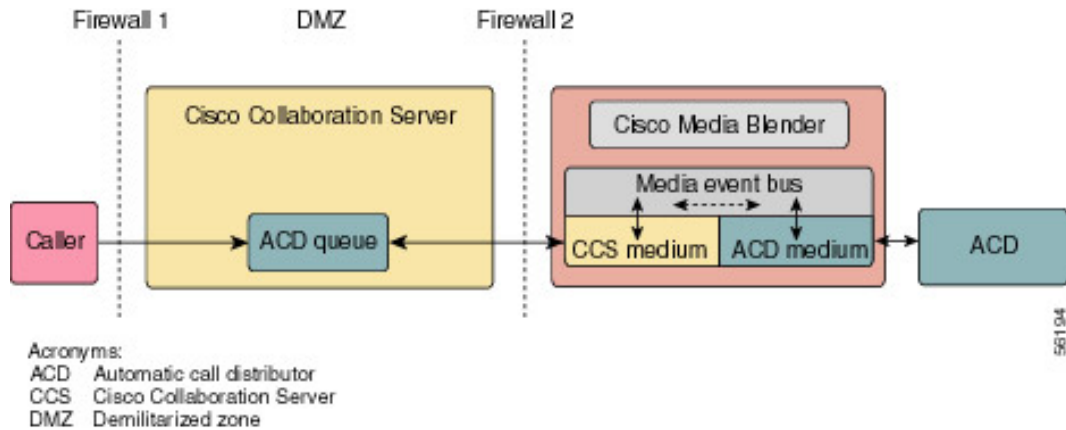 Firewall 1
DMZ
Firewall 2
Cisco Collaboration Server
Cisco Media Blender
Media event bus
Caller
ACD queue
CCS medium
ACD medium
ACD
56194
Acronyms:
ACD Automatic call distributor
CCS Cisco Collaboration Server
DMZ Demilitarized zone